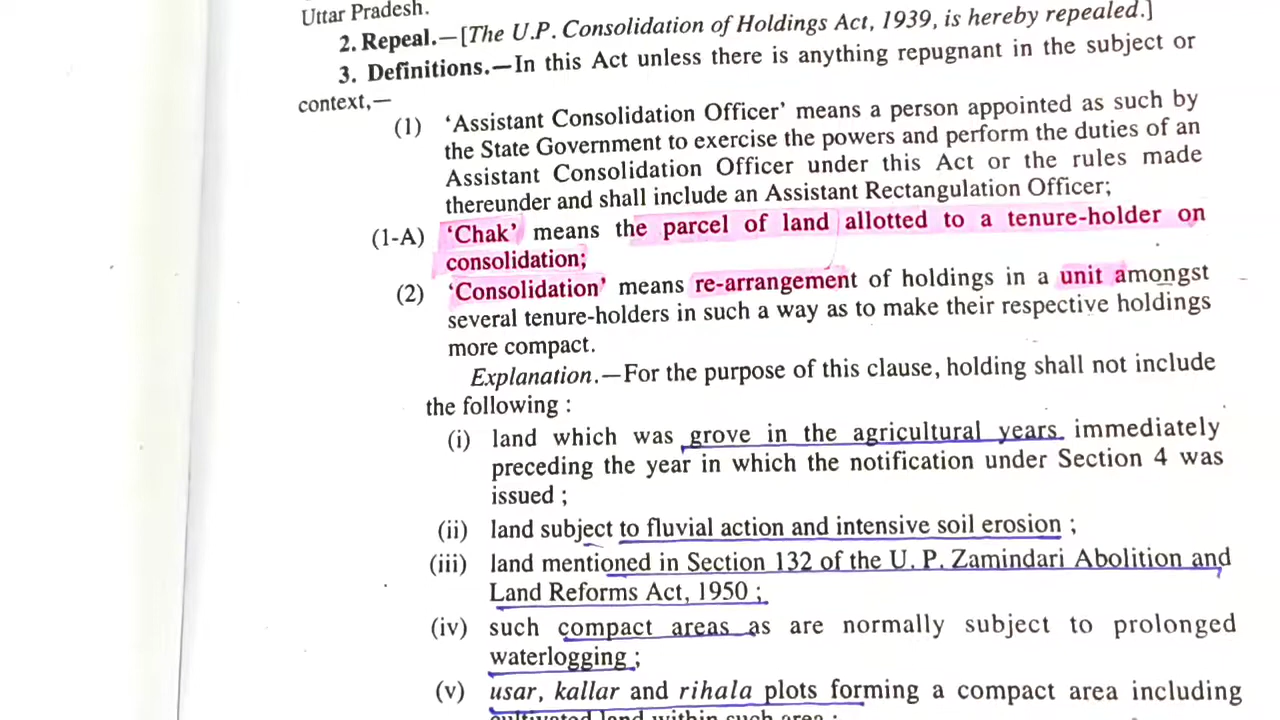 Uttar Pradesh.
2. Repeal.—[The U.P. Consolidation of Holdings Act, 1939, is hereby repealed.]
3. Definitions.—In this Act unless there is anything repugnant in the subject or
context,—
(1) ‘Assistant Consolidation Officer’ means a person appointed as such by
the State Government to exercise the powers and perform the duties of an
Assistant Consolidation Officer under this Act or the rules made
thereunder and shall include an Assistant Rectangulation Officer;
(1-A) ‘Chak’ means the parcel of land allotted to a tenure-holder on
consolidation;
(2) ‘Consolidation’ means re-arrangement of holdings in a unit amongst
several tenure-holders in such a way as to make their respective holdings
more compact.
Explanation.—For the purpose of this clause, holding shall not include
the following :
(i) land which was grove in the agricultural years immediately
preceding the year in which the notification under Section 4 was
issued ;
(ii) land subject to fluvial action and intensive soil erosion ;
(iii) land mentioned in Section 132 of the U. P. Zamindari Abolition and
Land Reforms Act, 1950 ;
(iv) such compact areas as are normally subject to prolonged
waterlogging ;
(v) usar, kallar and rihala plots forming a compact area including
cultivated land within such area ;